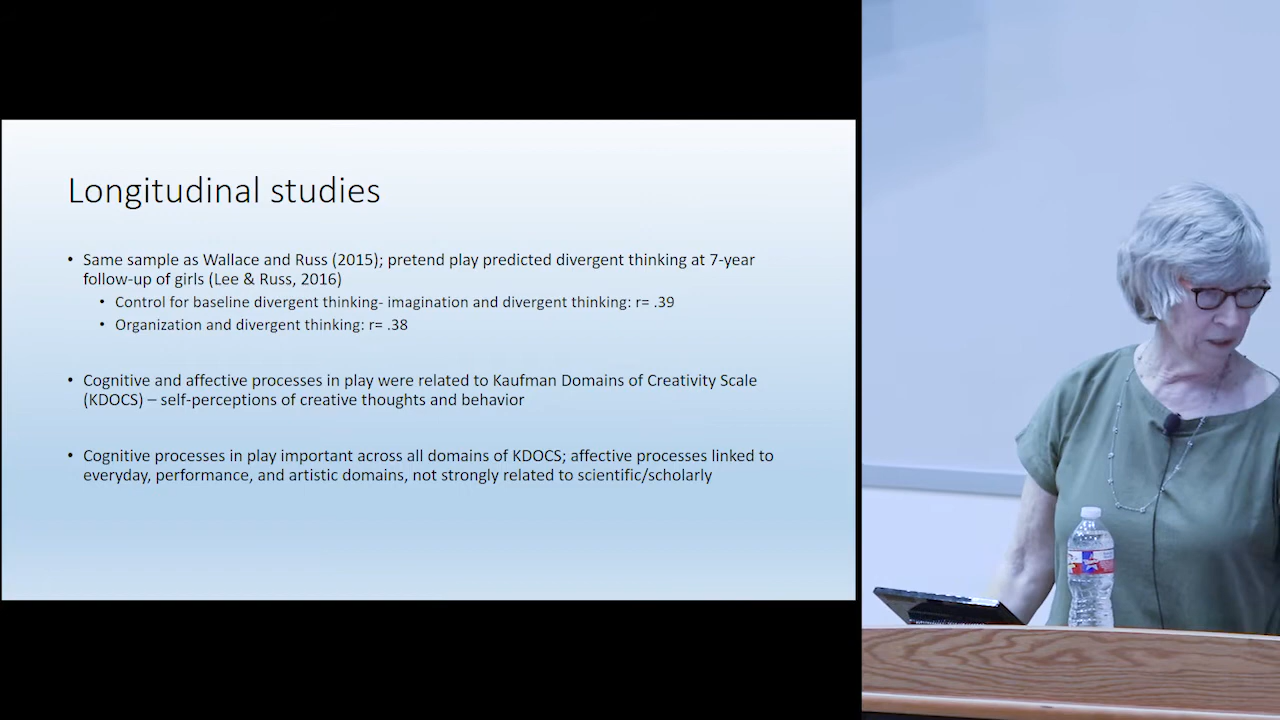 Longitudinal studies
• Same sample as Wallace and Russ (2015); pretend play predicted divergent thinking at 7-year
follow-up of girls (Lee & Russ, 2016)
• Control for baseline divergent thinking- imagination and divergent thinking: r= .39
• Organization and divergent thinking: r= .38
• Cognitive and affective processes in play were related to Kaufman Domains of Creativity Scale
(KDOCS) – self-perceptions of creative thoughts and behavior
• Cognitive processes in play important across all domains of KDOCS; affective processes linked to
everyday, performance, and artistic domains, not strongly related to scientific/scholarly